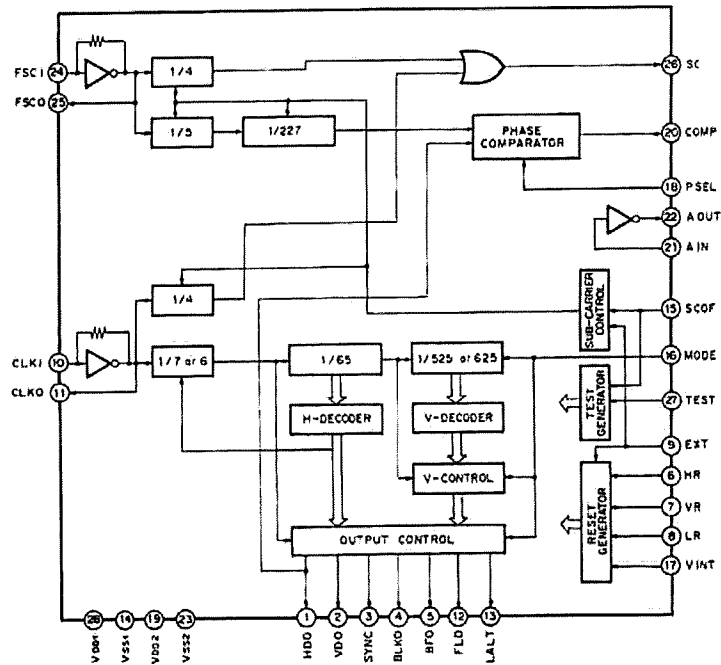 FSCI 24
FSCO 25
1/4
1/5
1/227
PHASE
COMPARATOR
26 SC
20 COMP
18 PSEL
22 AOUT
21 AIN
1/4
SUB-CARRIER
CONTROL
15 SCOF
CLKI 10
CLKO 11
1/7 or 6
1/65
1/525 or 625
16 MODE
H-DECODER
V-DECODER
TEST
GENERATOR
27 TEST
9 EXT
V-CONTROL
RESET
GENERATOR
6 HR
7 VR
8 LR
17 VINT
OUTPUT CONTROL
28 14 19 23
1 2 3 4 5 12 13
VDD1 VSS1 VDD2 VSS2
HDO VDO SYNC BLKO BFO FLD LALT